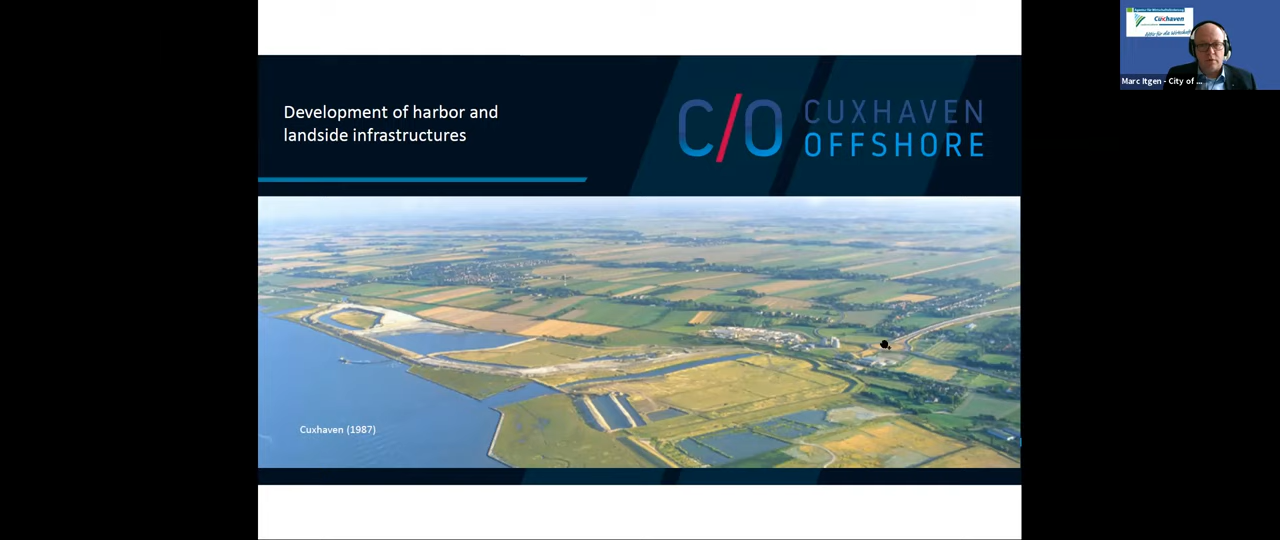 Development of harbor and
landside infrastructures
C/O CUXHAVEN
OFFSHORE
Cuxhaven (1987)
Cuxhaven
Marc Itgen - City of ...